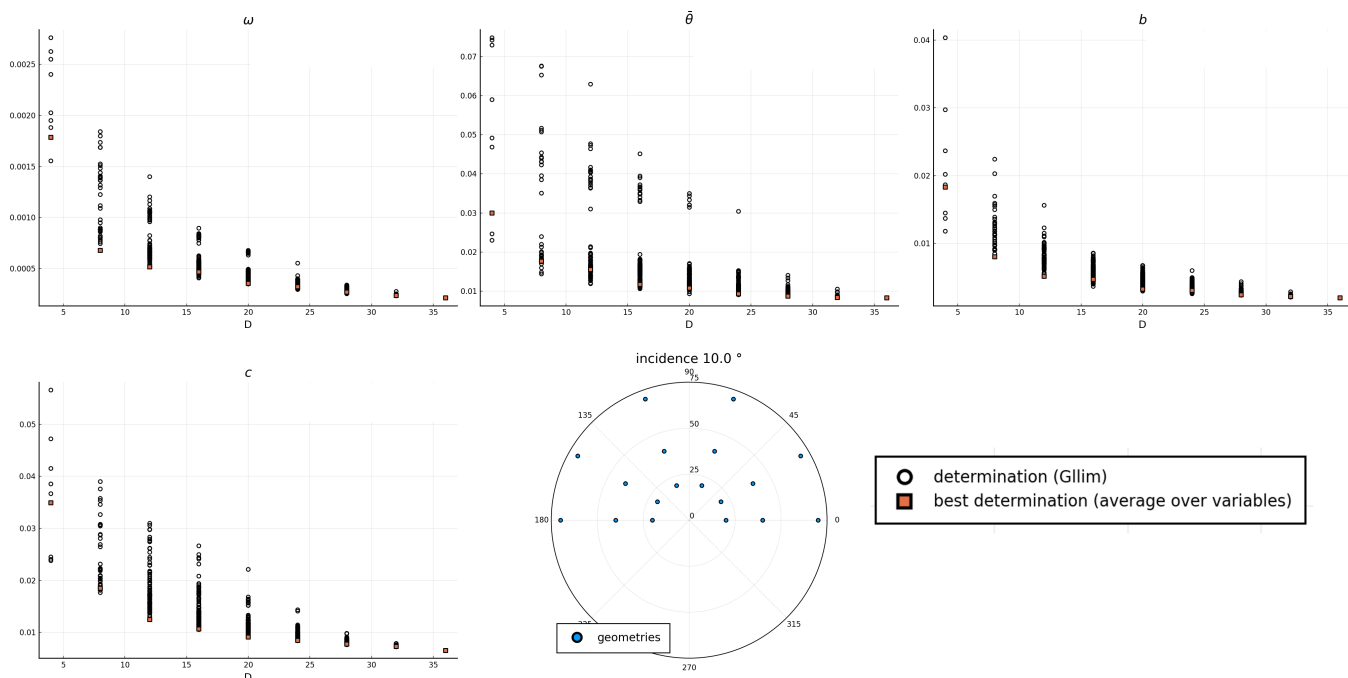 ω
0.0025
0.0020
0.0015
0.0010
0.0005
5 10 15 20 25 30 35
D
θ̄
0.07
0.06
0.05
0.04
0.03
0.02
0.01
5 10 15 20 25 30 35
D
b
0.04
0.03
0.02
0.01
5 10 15 20 25 30 35
D
c
0.05
0.04
0.03
0.02
0.01
5 10 15 20 25 30 35
D
incidence 10.0 °
90
75
135 45
50
25
180 0 0
315
270
geometries
determination (Gllim)
best determination (average over variables)